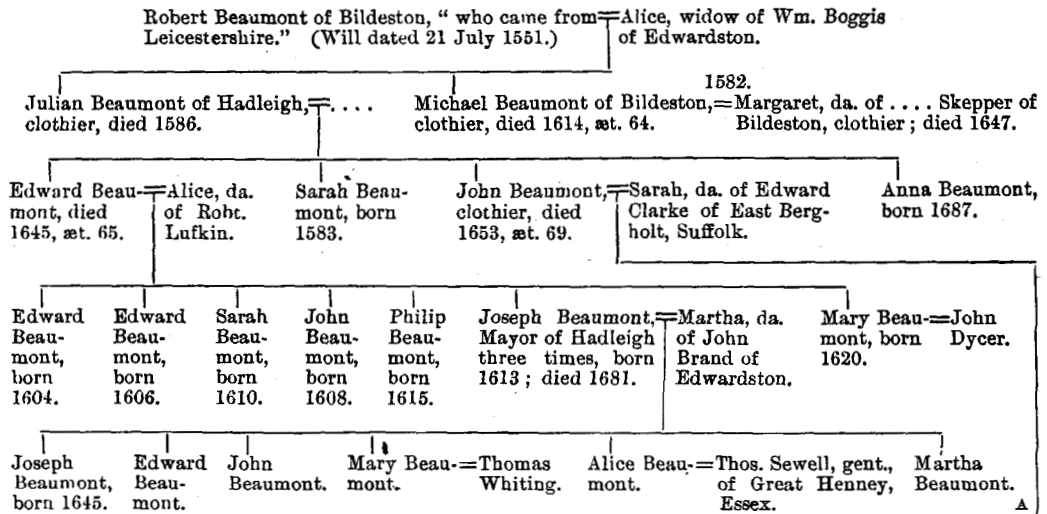 Robert Beaumont of Bildeston, “ who came from=Alice, widow of Wm. Boggis
Leicestershire.” (Will dated 21 July 1551.) of Edwardston.
1582.
Julian Beaumont of Hadleigh,=. . . .
clothier, died 1586.
Michael Beaumont of Bildeston,=Margaret, da. of . . . . Skepper of
clothier, died 1614, æt. 64. Bildeston, clothier ; died 1647.
Edward Beau-=Alice, da.
mont, died of Robt.
1645, æt. 65. Lufkin.
Sarah Beau-
mont, born
1583.
John Beaumont,=Sarah, da. of Edward
clothier, died Clarke of East Berg-
1653, æt. 69. holt, Suffolk.
Anna Beaumont,
born 1687.
Edward
Beau-
mont,
born
1604.
Edward
Beau-
mont,
born
1606.
Sarah
Beau-
mont,
born
1610.
John
Beau-
mont,
born
1608.
Philip
Beau-
mont,
born
1615.
Joseph Beaumont,=Martha, da.
Mayor of Hadleigh of John
three times, born Brand of
1613 ; died 1681. Edwardston.
Mary Beau-=John
mont, born Dycer.
1620.
Joseph
Beaumont,
born 1645.
Edward
Beau-
mont.
John
Beaumont.
Mary Beau-=Thomas
mont. Whiting.
Alice Beau-=Thos. Sewell, gent.,
mont. of Great Henney,
Essex.
Martha
Beaumont.
A